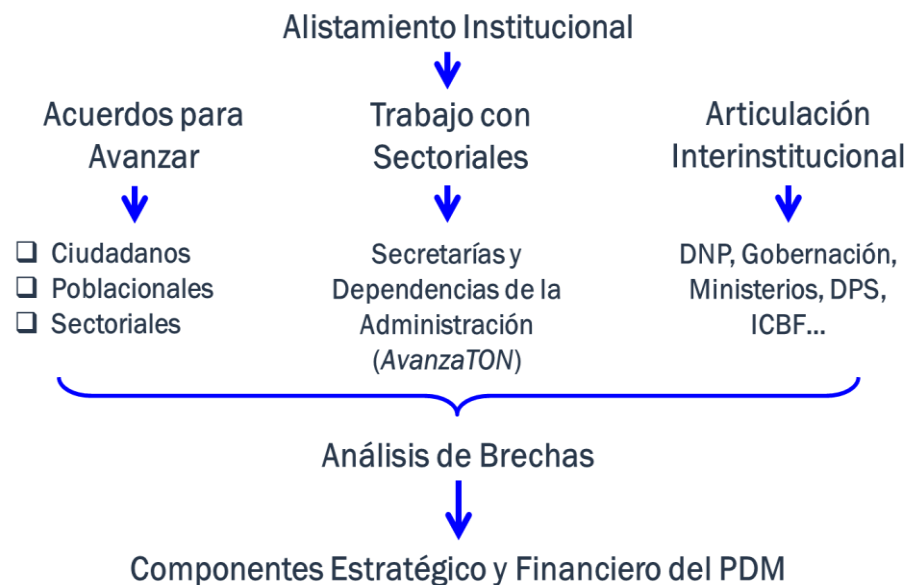 Alistamiento Institucional
Acuerdos para
Avanzar
❑ Ciudadanos
❑ Poblacionales
❑ Sectoriales
Trabajo con
Sectoriales
Secretarías y
Dependencias de la
Administración
(AvanzaTON)
Articulación
Interinstitucional
DNP, Gobernación,
Ministerios, DPS,
ICBF...
Análisis de Brechas
Componentes Estratégico y Financiero del PDM